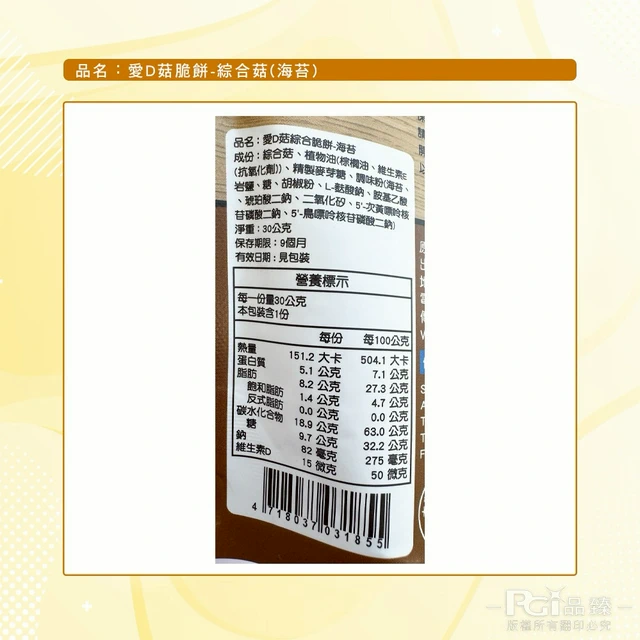 品名：愛D菇脆餅-綜合菇(海苔)
品名：愛D菇綜合脆餅-海苔
成份：綜合菇、植物油(棕櫚油、維生素E
(抗氧化劑))、精製麥芽糖、調味粉(海苔、
岩鹽、糖、胡椒粉、L-麩酸鈉、胺基乙酸
、琥珀酸二鈉、二氧化矽、5'-次黃嘌呤核
苷磷酸二鈉、5'-鳥嘌呤核苷磷酸二鈉)
淨重：30公克
保存期限：9個月
有效日期：見包裝
營養標示
每一份量30公克
本包裝含1份
每份 每100公克
熱量 151.2 大卡 504.1 大卡
蛋白質 5.1 公克 7.1 公克
脂肪 8.2 公克 27.3 公克
飽和脂肪 1.4 公克 4.7 公克
反式脂肪 0.0 公克 0.0 公克
碳水化合物 18.9 公克 63.0 公克
糖 9.7 公克 32.2 公克
鈉 82 毫克 275 毫克
維生素D 15 微克 50 微克
4 718037 031855
PGi品臻
版權所有翻印必究